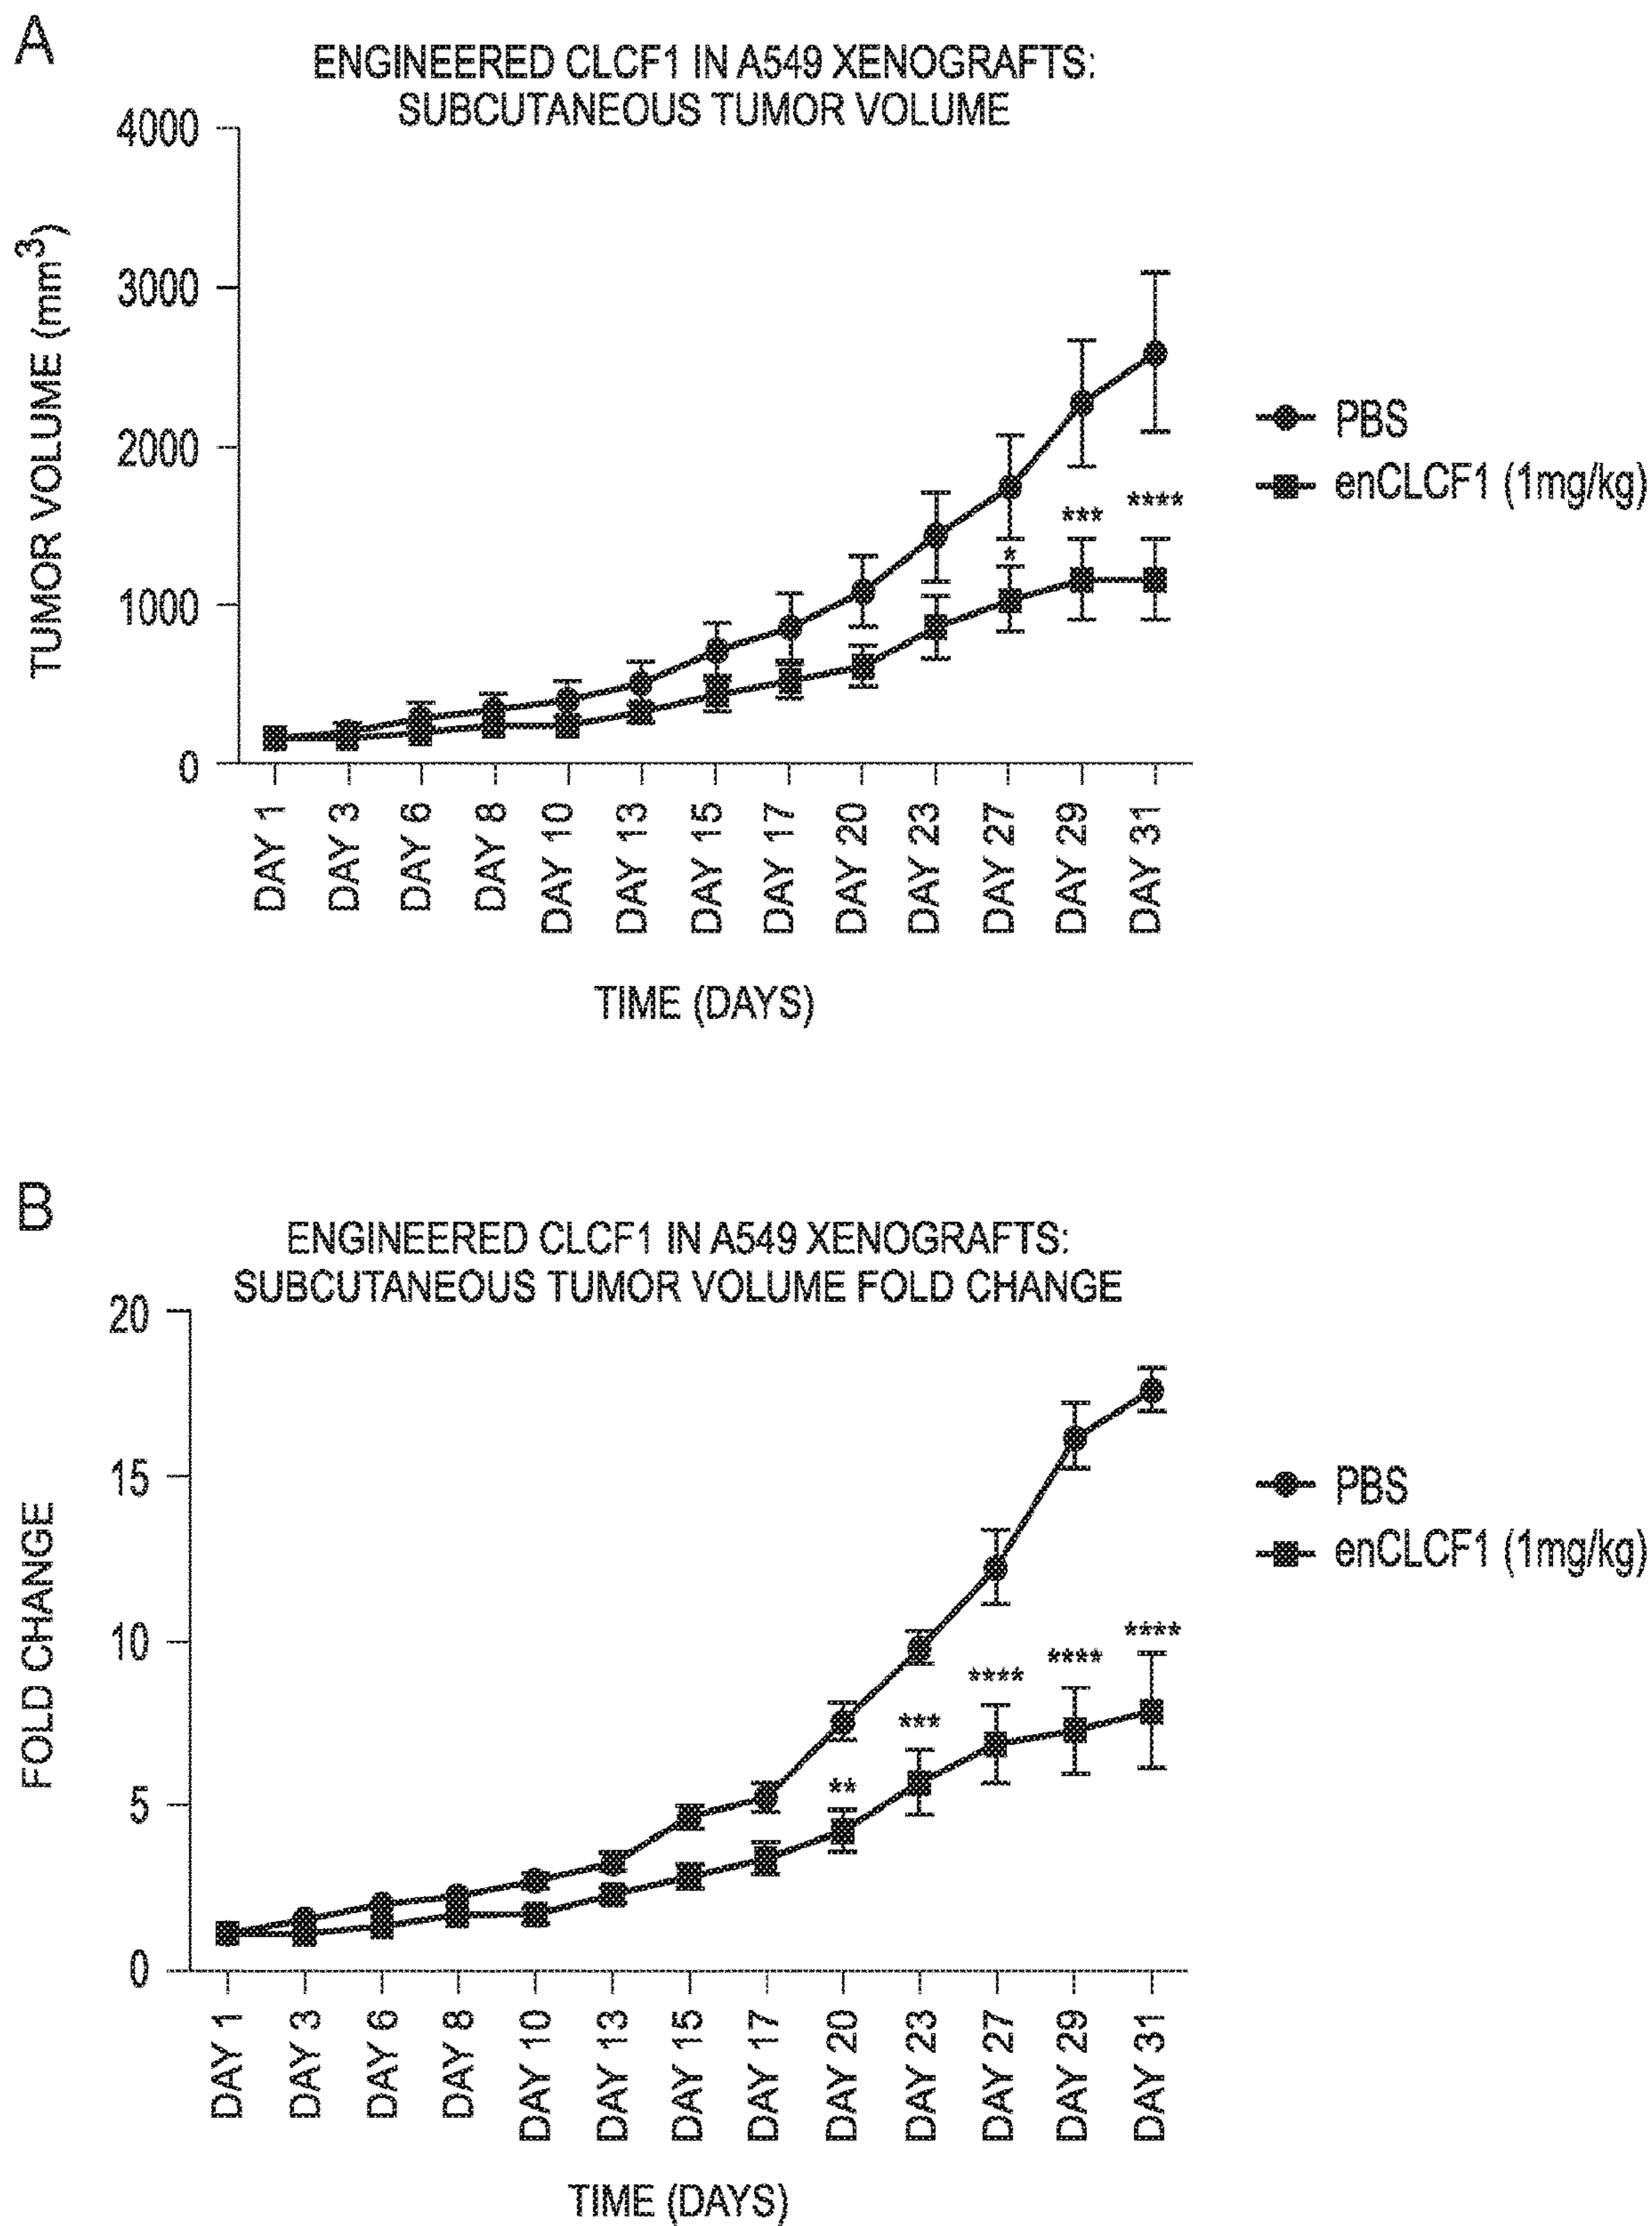 A
ENGINEERED CLCF1 IN A549 XENOGRAFTS:
SUBCUTANEOUS TUMOR VOLUME
TUMOR VOLUME (mm³)
4000
3000
2000
1000
0
*
***
****
PBS
enCLCF1 (1mg/kg)
DAY 1
DAY 3
DAY 6
DAY 8
DAY 10
DAY 13
DAY 15
DAY 17
DAY 20
DAY 23
DAY 27
DAY 29
DAY 31
TIME (DAYS)
B
ENGINEERED CLCF1 IN A549 XENOGRAFTS:
SUBCUTANEOUS TUMOR VOLUME FOLD CHANGE
FOLD CHANGE
20
15
10
5
0
**
***
****
****
****
PBS
enCLCF1 (1mg/kg)
DAY 1
DAY 3
DAY 6
DAY 8
DAY 10
DAY 13
DAY 15
DAY 17
DAY 20
DAY 23
DAY 27
DAY 29
DAY 31
TIME (DAYS)